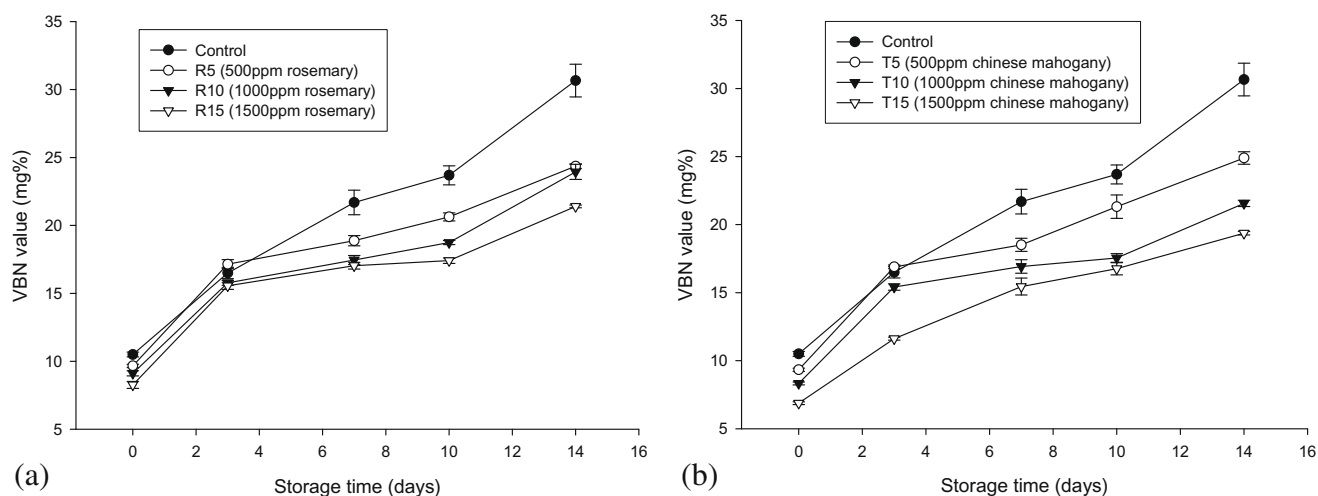 35
30
25
20
15
10
5
VBN value (mg%)
Control
R5 (500ppm rosemary)
R10 (1000ppm rosemary)
R15 (1500ppm rosemary)
0 2 4 6 8 10 12 14 16
Storage time (days)
(a)
35
30
25
20
15
10
5
VBN value (mg%)
Control
T5 (500ppm chinese mahogany)
T10 (1000ppm chinese mahogany)
T15 (1500ppm chinese mahogany)
0 2 4 6 8 10 12 14 16
Storage time (days)
(b)